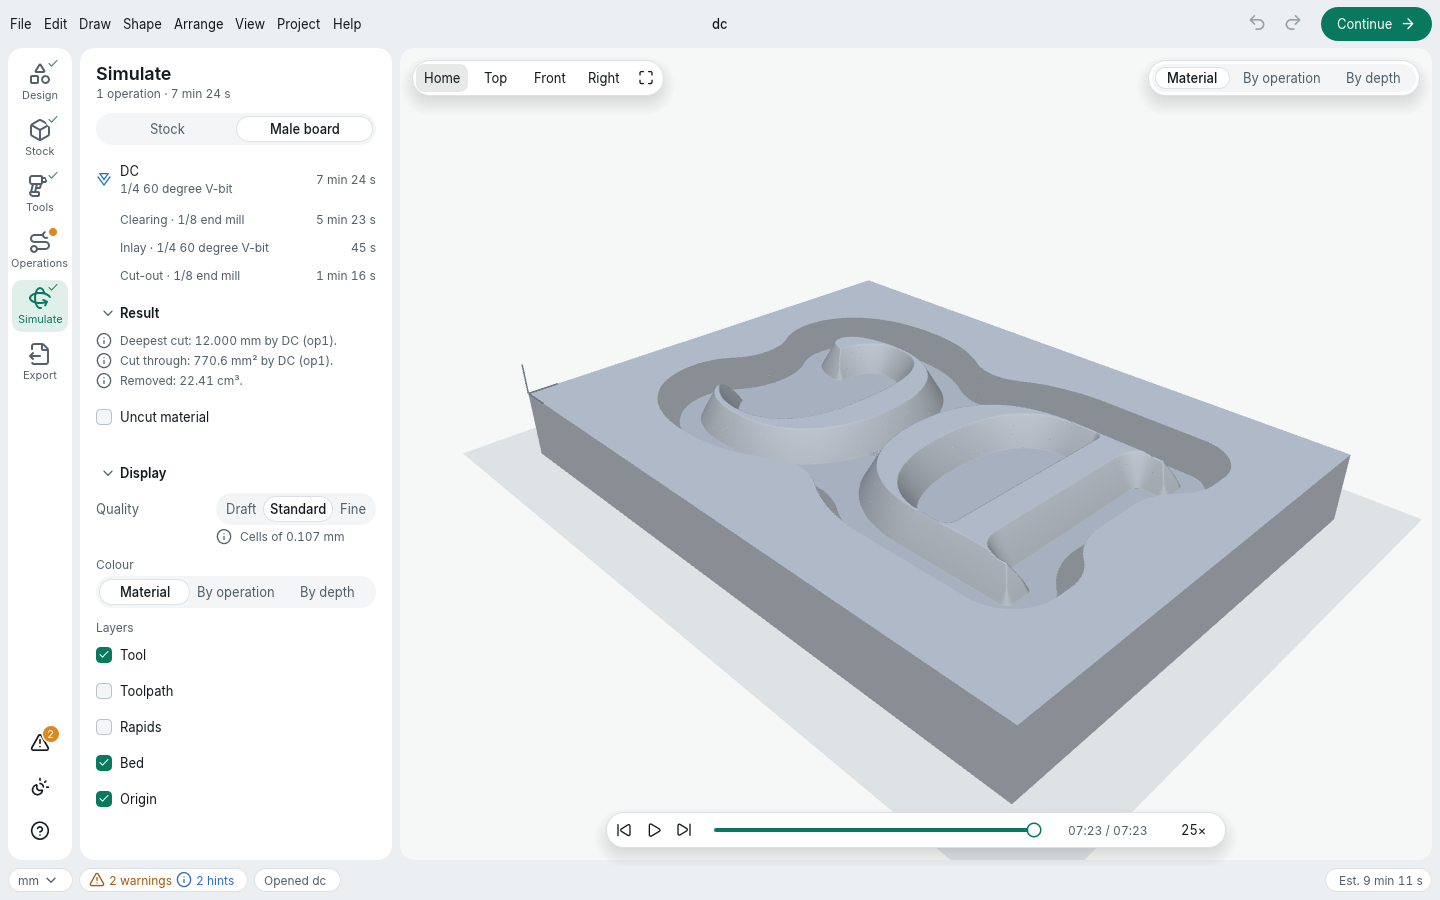 File Edit Draw Shape Arrange View Project Help
dc
Continue
Design
Stock
Tools
Operations
Simulate
Export
2
Simulate
1 operation · 7 min 24 s
Stock Male board
DC
1/4 60 degree V-bit
7 min 24 s
Clearing · 1/8 end mill 5 min 23 s
Inlay · 1/4 60 degree V-bit 45 s
Cut-out · 1/8 end mill 1 min 16 s
Result
Deepest cut: 12.000 mm by DC (op1).
Cut through: 770.6 mm² by DC (op1).
Removed: 22.41 cm³.
Uncut material
Display
Quality Draft Standard Fine
Cells of 0.107 mm
Colour
Material By operation By depth
Layers
Tool
Toolpath
Rapids
Bed
Origin
Home Top Front Right
Material By operation By depth
07:23 / 07:23 25×
mm 2 warnings 2 hints Opened dc
Est. 9 min 11 s